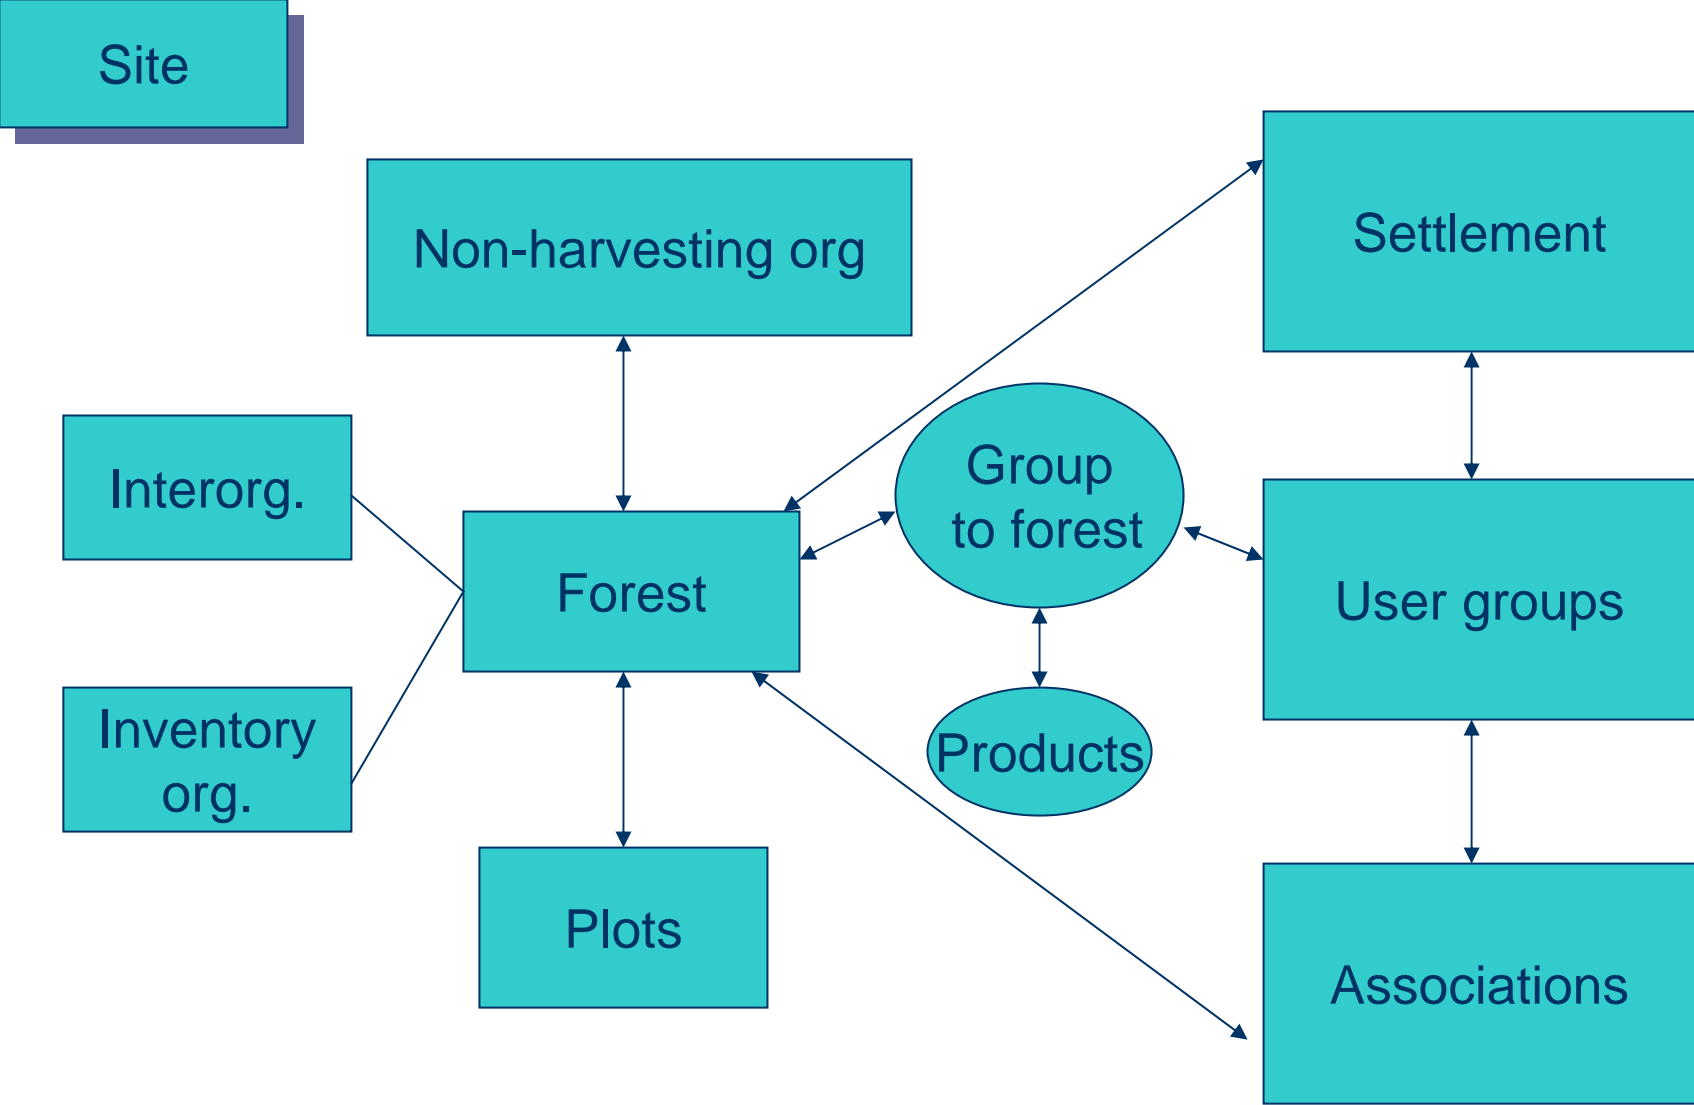 Site
Non-harvesting org
Settlement
Interorg.
Group
to forest
Forest
User groups
Inventory
org.
Products
Plots
Associations